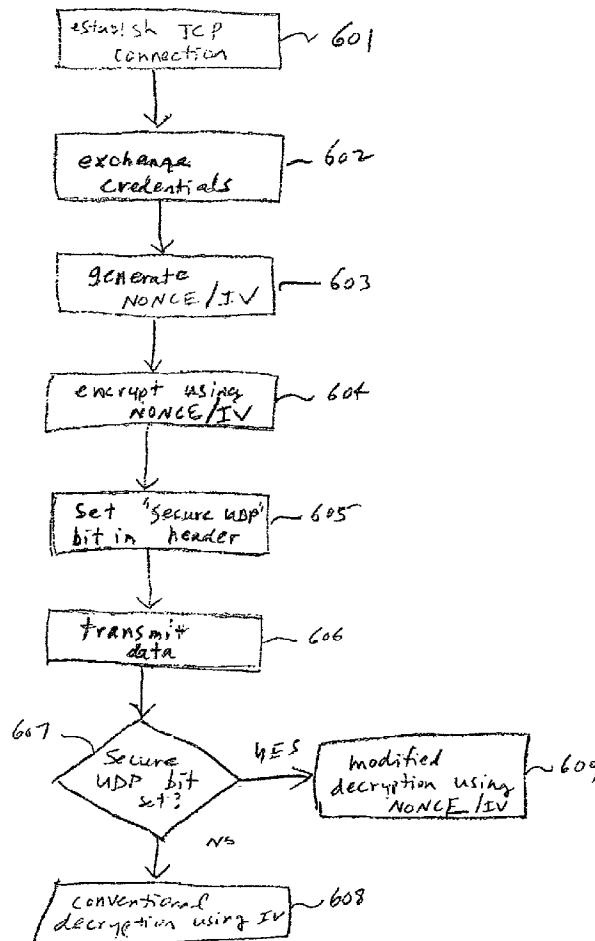 establish TCP
connection
601
exchange
credentials
602
generate
NONCE/IV
603
encrypt using
NONCE/IV
604
Set "Secure UDP"
bit in header
605
transmit
data
606
607
Secure
UDP bit
set?
YES
modified
decryption using
NONCE/IV
609
NO
conventional
decryption using IV
608